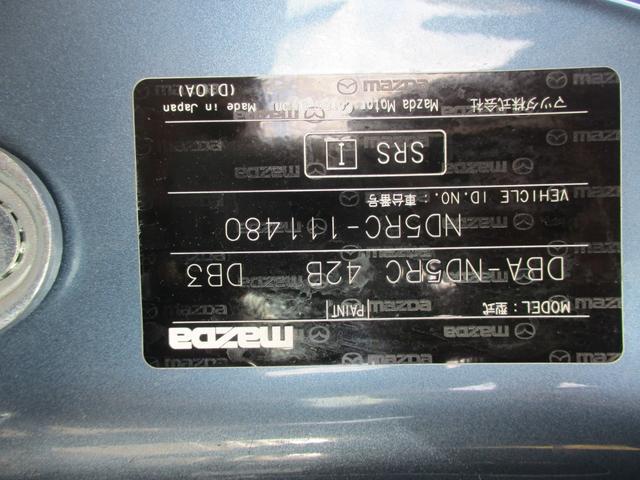 mazda
MODEL：型式 PAINT
DBA-ND5RC 42B DB3
VEHICLE ID.NO.：車台番号
ND5RC-111480
SRS I
マツダ株式会社 Mazda Motor Corporation Made in Japan
(D10A)